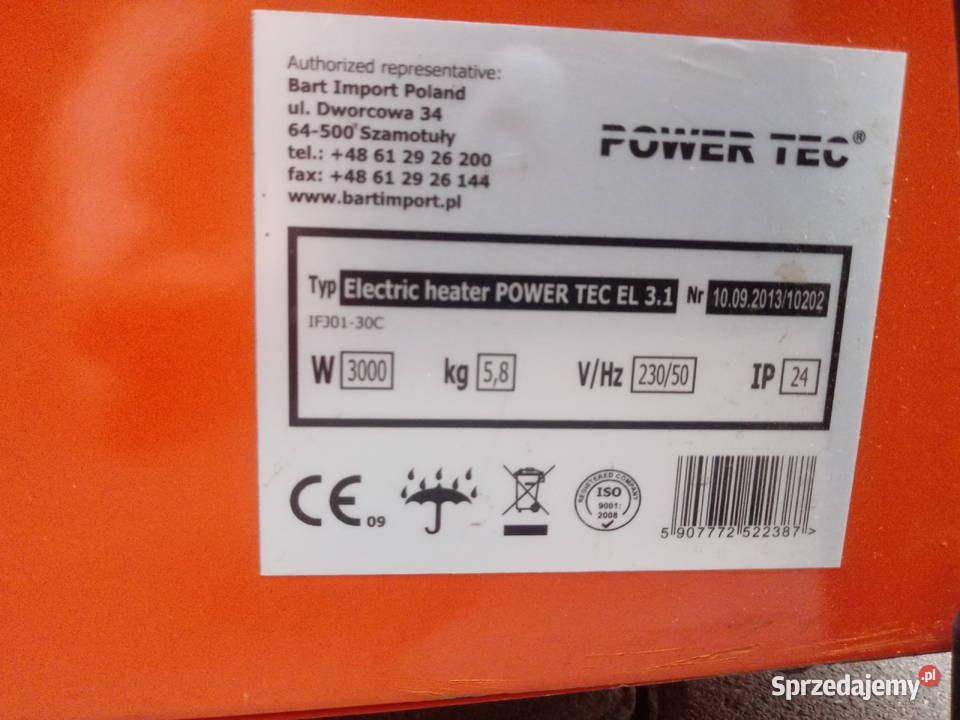 Authorized representative:
Bart Import Poland
ul. Dworcowa 34
64-500 Szamotuły
tel.: +48 61 29 26 200
fax: +48 61 29 26 144
www.bartimport.pl
POWER TEC®
Typ Electric heater POWER TEC EL 3.1 Nr 10.09.2013/10202
IFJ01-30C
W 3000 kg 5,8 V/Hz 230/50 IP 24
CE 09
REGISTERED COMPANY
ISO
9001:
2008
5 907772 522387 >
Sprzedajemy.pl